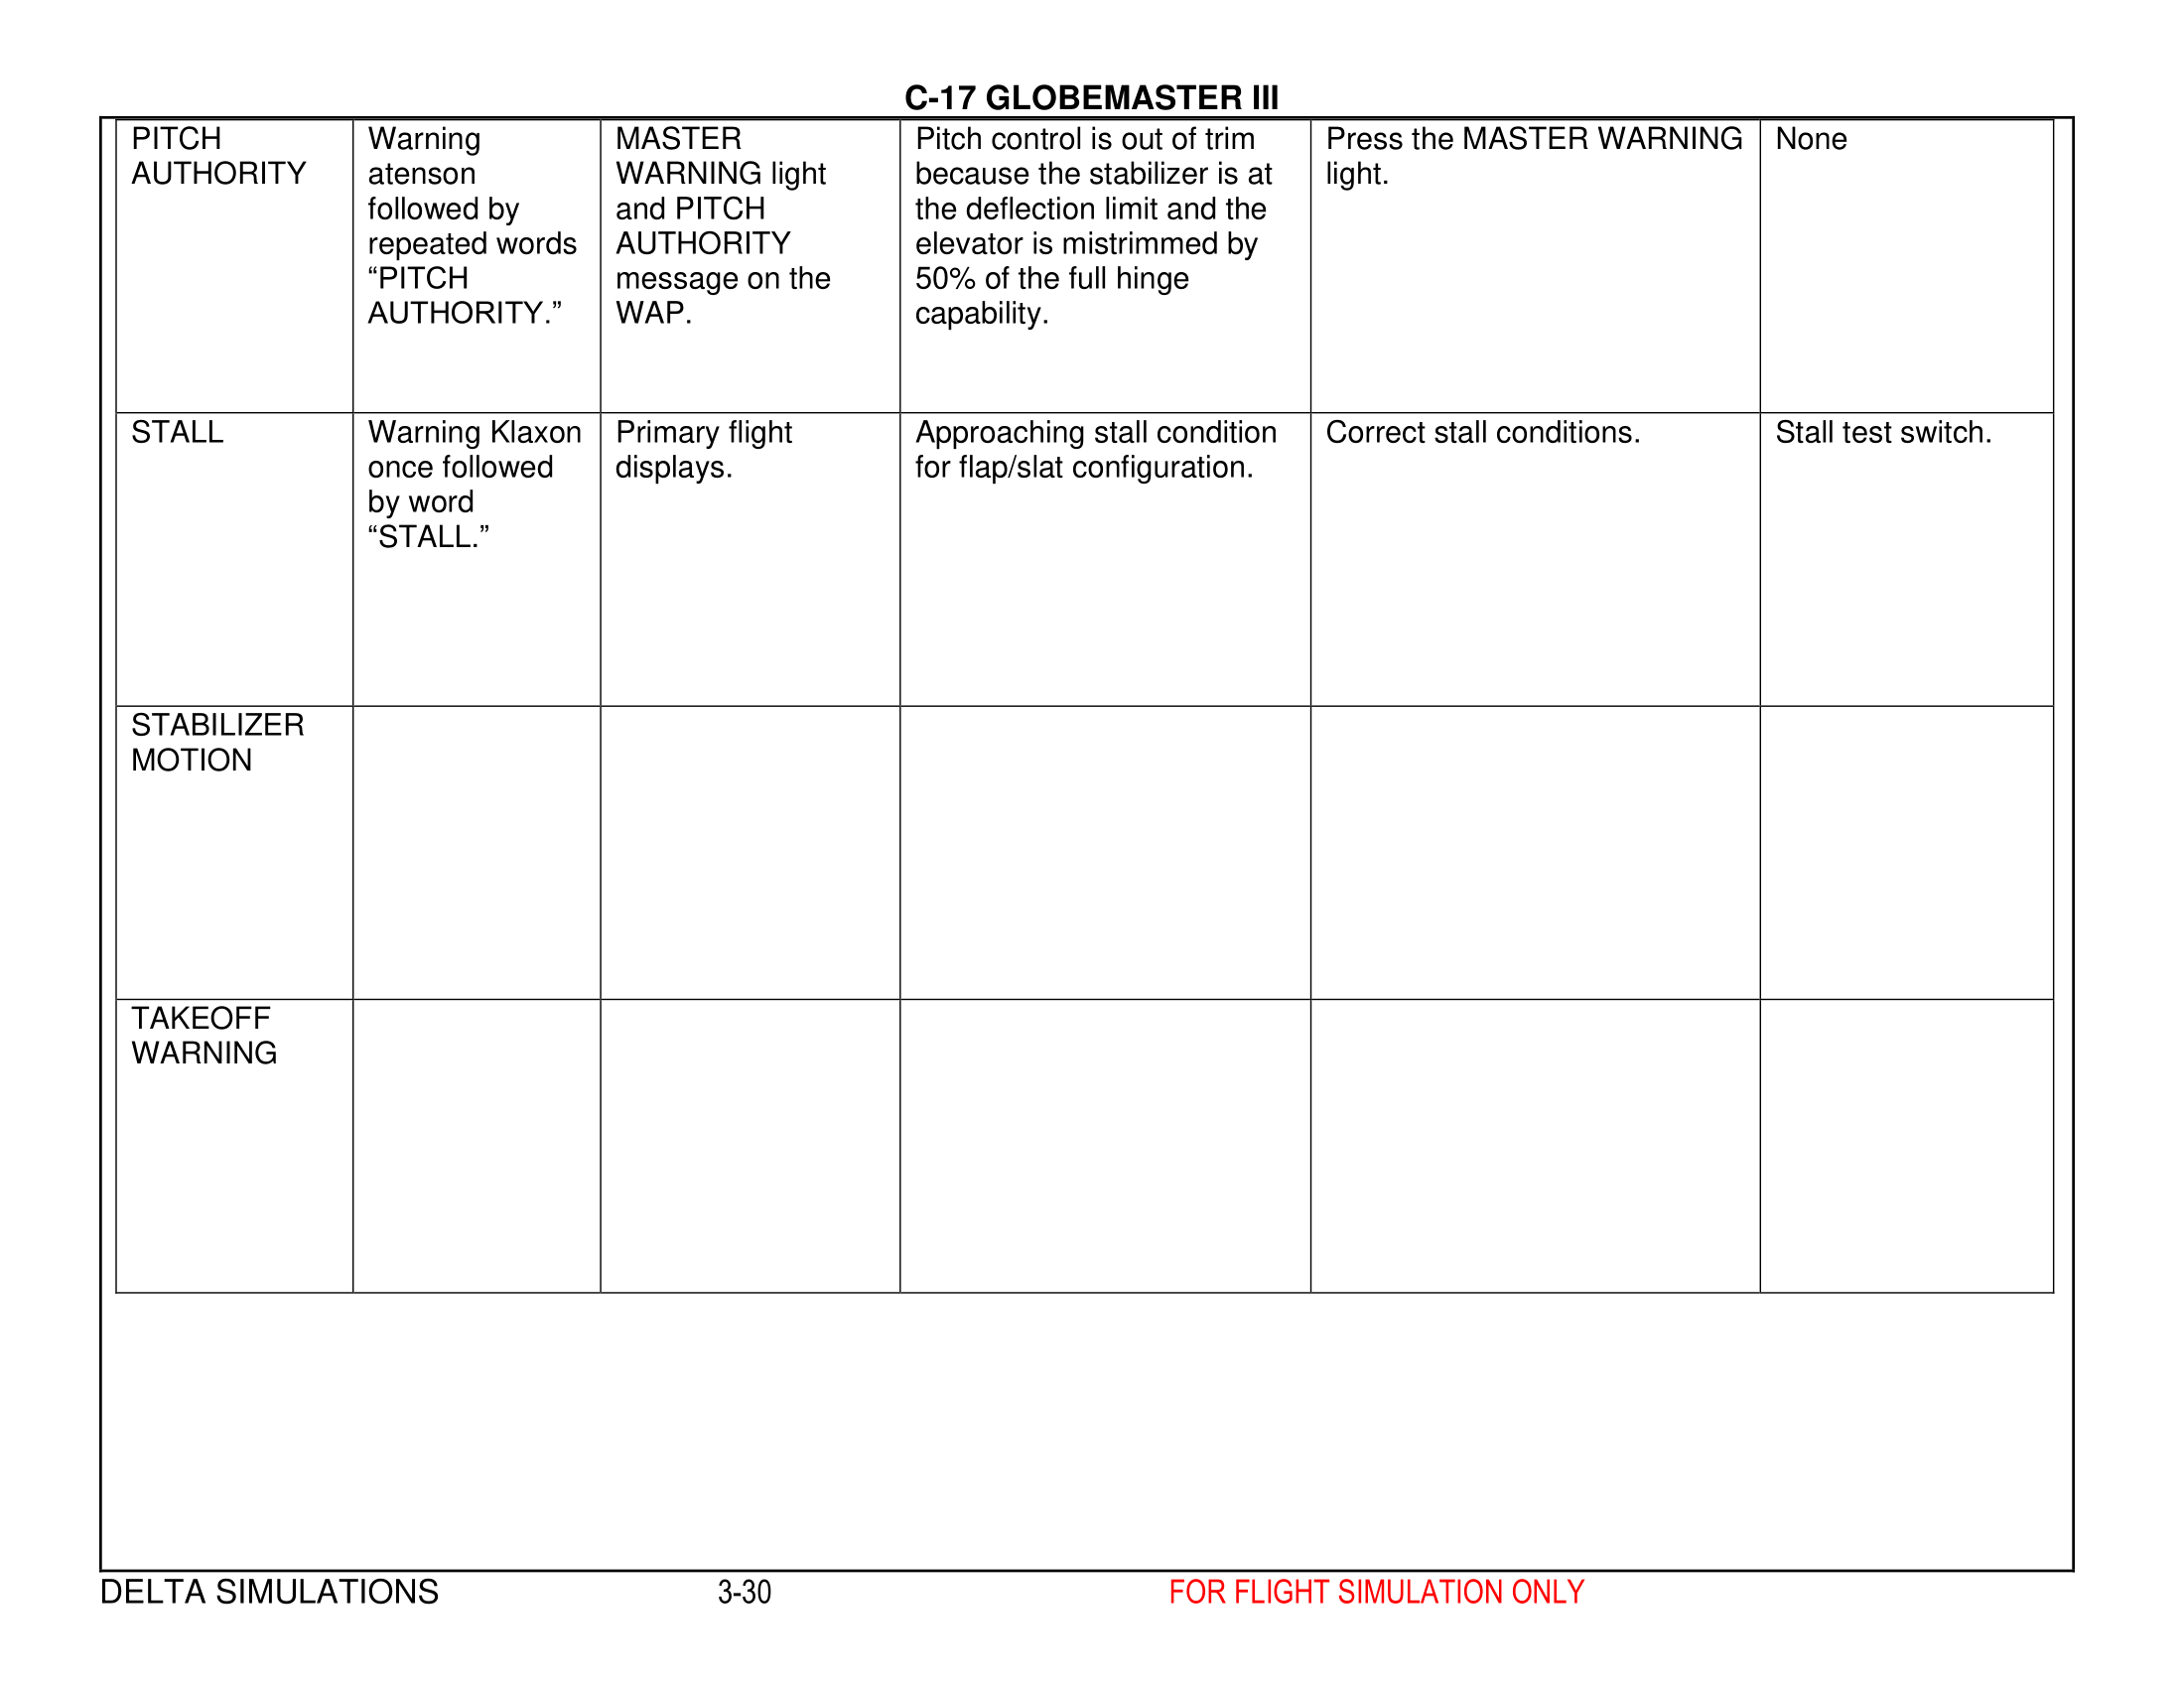 C-17 GLOBEMASTER III
PITCH
AUTHORITY
Warning
atenson
followed by
repeated words
“PITCH
AUTHORITY.”
MASTER
WARNING light
and PITCH
AUTHORITY
message on the
WAP.
Pitch control is out of trim
because the stabilizer is at
the deflection limit and the
elevator is mistrimmed by
50% of the full hinge
capability.
Press the MASTER WARNING
light.
None
STALL
Warning Klaxon
once followed
by word
“STALL.”
Primary flight
displays.
Approaching stall condition
for flap/slat configuration.
Correct stall conditions.
Stall test switch.
STABILIZER
MOTION
TAKEOFF
WARNING
DELTA SIMULATIONS
3-30
FOR FLIGHT SIMULATION ONLY